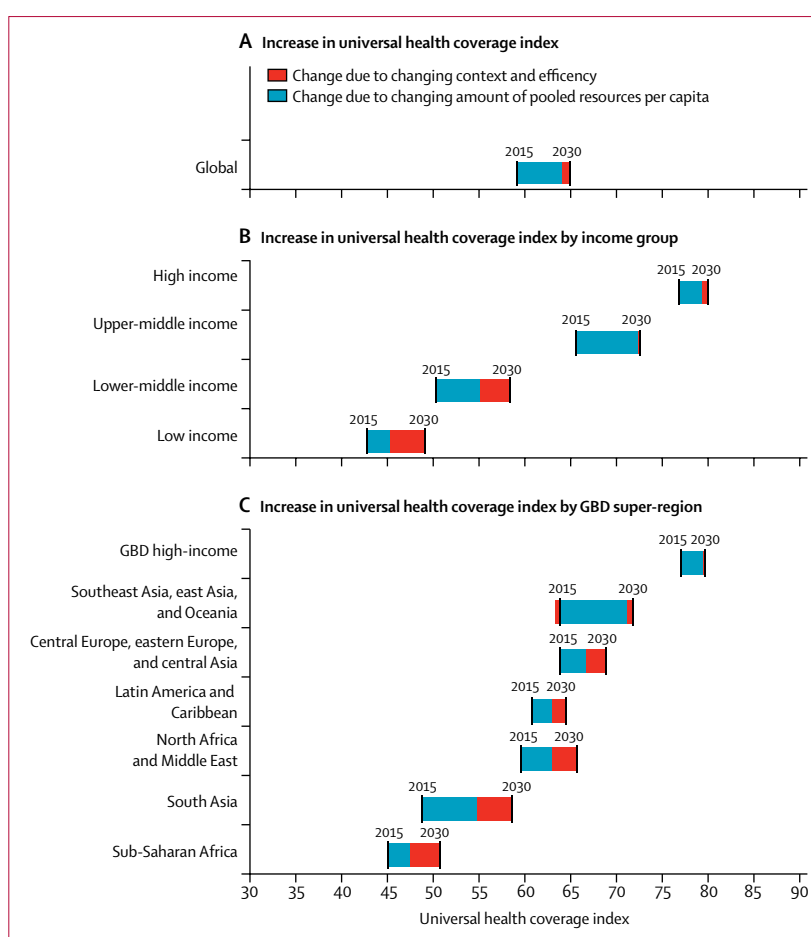 A Increase in universal health coverage index
Change due to changing context and efficency
Change due to changing amount of pooled resources per capita
2015 2030
Global
B Increase in universal health coverage index by income group
2015 2030
High income
2015 2030
Upper-middle income
2015 2030
Lower-middle income
2015 2030
Low income
C Increase in universal health coverage index by GBD super-region
2015 2030
GBD high-income
2015 2030
Southeast Asia, east Asia,
and Oceania
2015 2030
Central Europe, eastern Europe,
and central Asia
2015 2030
Latin America and
Caribbean
2015 2030
North Africa
and Middle East
2015 2030
South Asia
2015 2030
Sub-Saharan Africa
30 35 40 45 50 55 60 65 70 75 80 85 90
Universal health coverage index